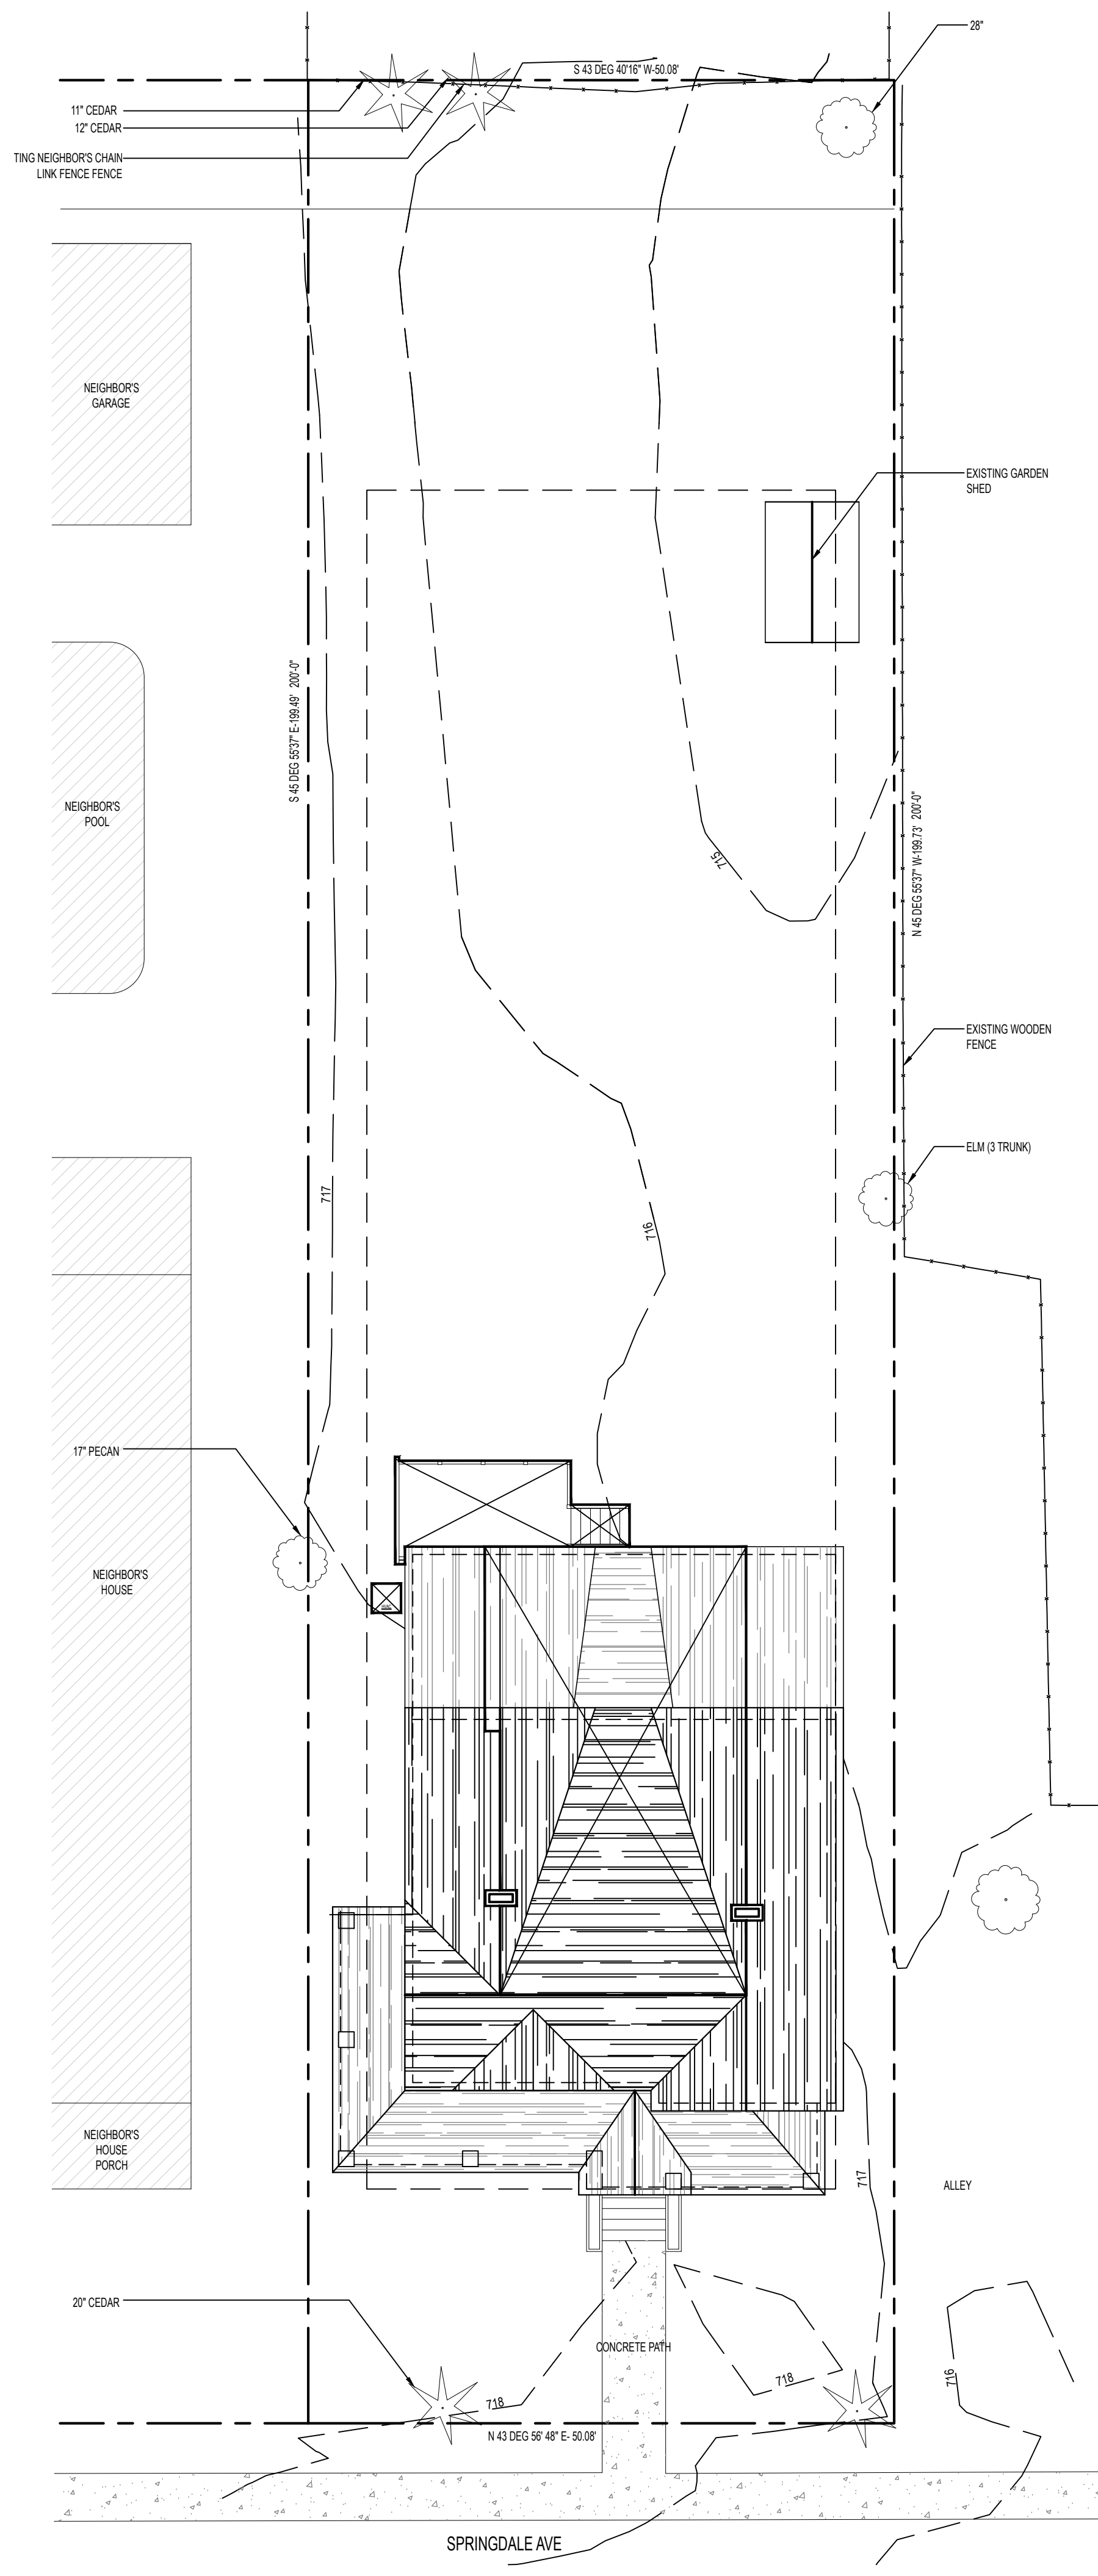 28"
S 43 DEG 40'16" W-50.08'
11" CEDAR
12" CEDAR
TING NEIGHBOR'S CHAIN
LINK FENCE FENCE
NEIGHBOR'S
GARAGE
EXISTING GARDEN
SHED
S 45 DEG 55'37" E-199.49' 200'-0"
NEIGHBOR'S
POOL
715
N 45 DEG 55'37" W-199.73' 200'-0"
EXISTING WOODEN
FENCE
ELM (3 TRUNK)
717
716
17" PECAN
NEIGHBOR'S
HOUSE
NEIGHBOR'S
HOUSE
PORCH
717
ALLEY
20" CEDAR
CONCRETE PATH
718
718
716
N 43 DEG 56' 48" E- 50.08'
SPRINGDALE AVE